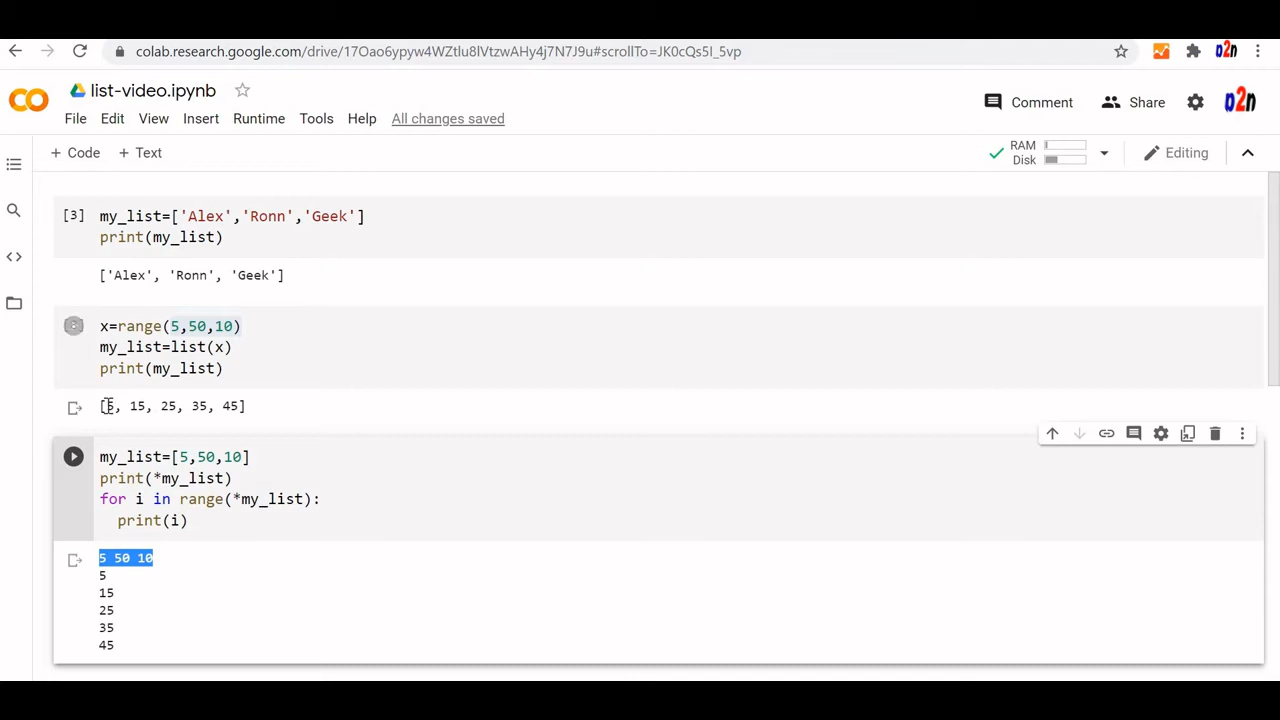 colab.research.google.com/drive/17Oao6ypyw4WZtlu8lVtzwAHy4j7N7J9u#scrollTo=JK0cQs5I_5vp
o2n
CO
list-video.ipynb
Comment
Share
o2n
File Edit View Insert Runtime Tools Help All changes saved
+ Code + Text
RAM
Disk
Editing
[3] my_list=['Alex','Ronn','Geek']
print(my_list)
['Alex', 'Ronn', 'Geek']
x=range(5,50,10)
my_list=list(x)
print(my_list)
[5, 15, 25, 35, 45]
my_list=[5,50,10]
print(*my_list)
for i in range(*my_list):
print(i)
5 50 10
5
15
25
35
45